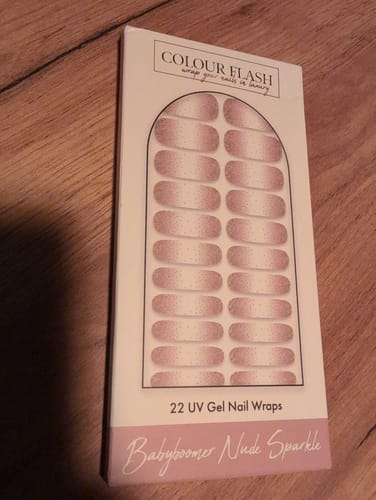 COLOUR FLASH
wrap your nails in luxury
22 UV Gel Nail Wraps
Babyboomer Nude Sparkle